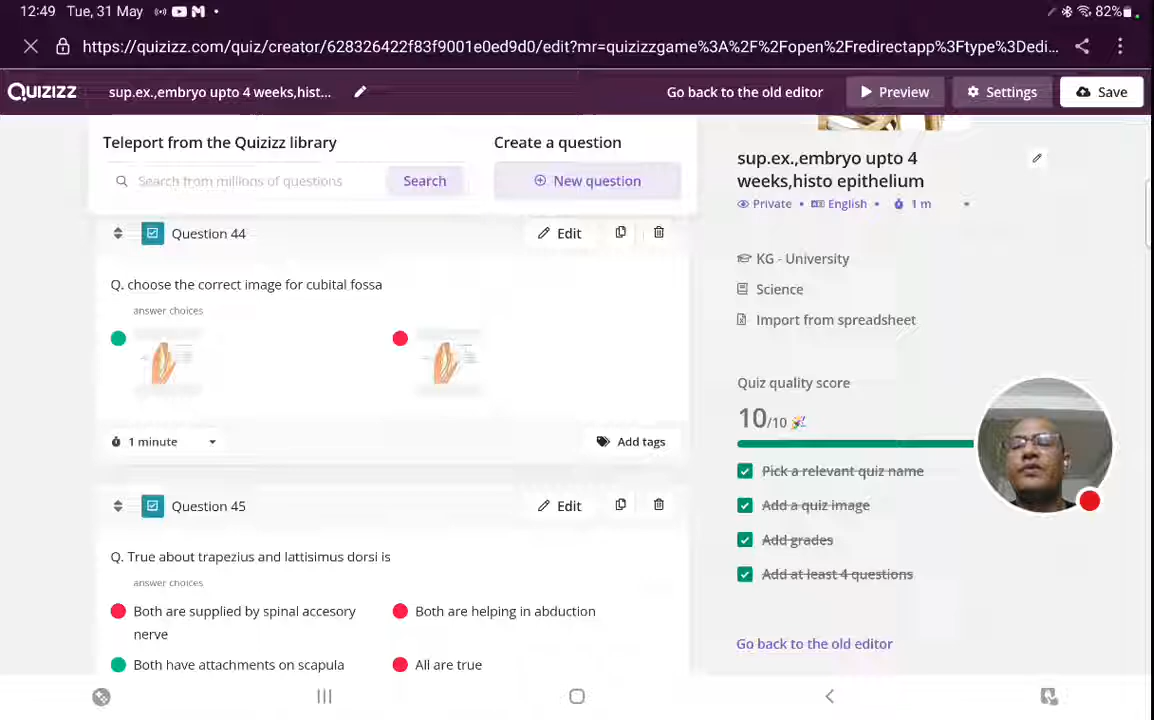 12:49 Tue, 31 May
82%
https://quizizz.com/quiz/creator/628326422f83f9001e0ed9d0/edit?mr=quizizzgame%3A%2F%2Fopen%2Fredirectapp%3Ftype%3Dedi...
QUIZIZZ
sup.ex.,embryo upto 4 weeks,hist...
Go back to the old editor
Preview
Settings
Save
Teleport from the Quizizz library
Search from millions of questions
Search
Create a question
New question
Question 44
Edit
Q. choose the correct image for cubital fossa
answer choices
1 minute
Add tags
Question 45
Edit
Q. True about trapezius and lattisimus dorsi is
answer choices
Both are supplied by spinal accesory
nerve
Both are helping in abduction
Both have attachments on scapula
All are true
sup.ex.,embryo upto 4
weeks,histo epithelium
Private • English • 1 m
KG - University
Science
Import from spreadsheet
Quiz quality score
10/10
Pick a relevant quiz name
Add a quiz image
Add grades
Add at least 4 questions
Go back to the old editor